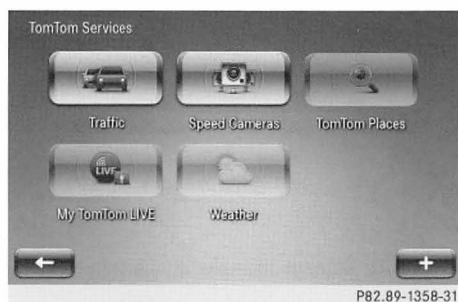 TomTom Services
Traffic
Speed Cameras
TomTom Places
LIVE
My TomTom LIVE
Weather
P82.89-1358-31